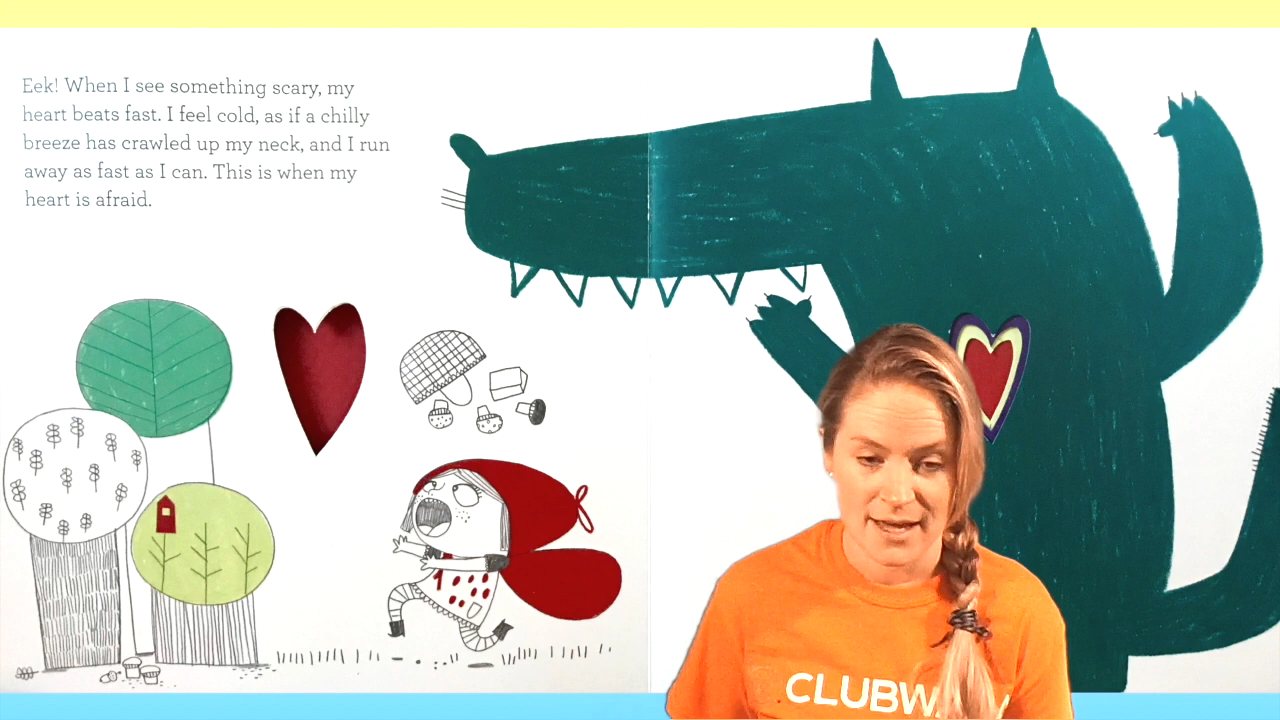 Eek! When I see something scary, my
heart beats fast. I feel cold, as if a chilly
breeze has crawled up my neck, and I run
away as fast as I can. This is when my
heart is afraid.